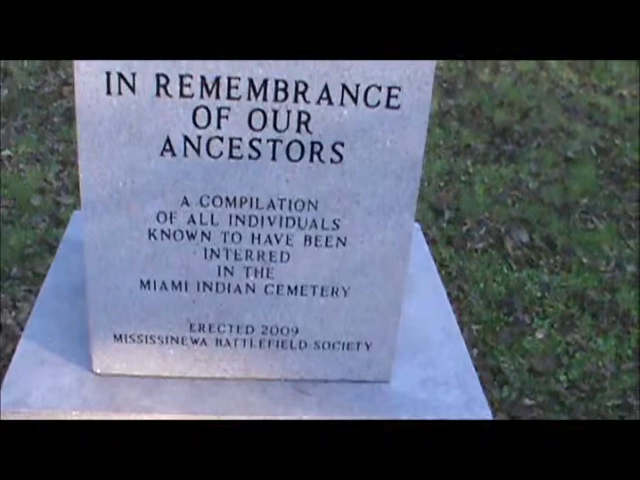 IN REMEMBRANCE
OF OUR
ANCESTORS
A COMPILATION
OF ALL INDIVIDUALS
KNOWN TO HAVE BEEN
INTERRED
IN THE
MIAMI INDIAN CEMETERY
ERECTED 2009
MISSISSINEWA BATTLEFIELD SOCIETY